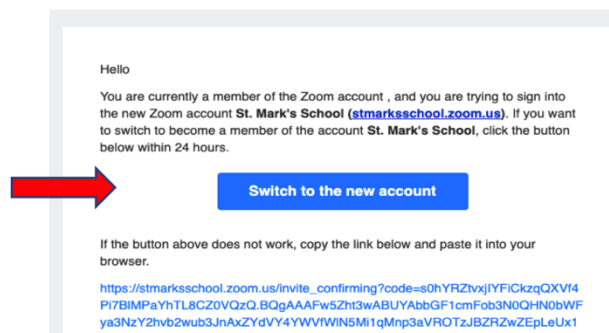 Hello
You are currently a member of the Zoom account , and you are trying to sign into
the new Zoom account St. Mark's School (stmarksschool.zoom.us). If you want
to switch to become a member of the account St. Mark's School, click the button
below within 24 hours.
Switch to the new account
If the button above does not work, copy the link below and paste it into your
browser.
https://stmarksschool.zoom.us/invite_confirming?code=s0hYRZtvxjIYFiCkzqQXVf4
Pi7BIMPaYhTL8CZ0VQzQ.BQgAAAFw5Zht3wABUYAbbGF1cmFob3N0QHN0bWF
ya3NzY2hvb2wub3JnAxZYdVY4YWVfWlN5Mi1qMnp3aVROTzJBZRZwZEpLeUx1